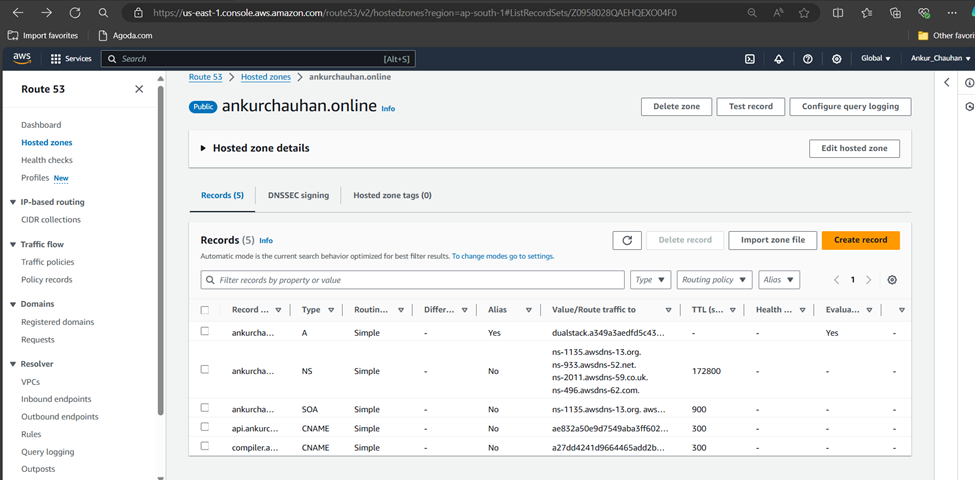 https://us-east-1.console.aws.amazon.com/route53/v2/hostedzones?region=ap-south-1#ListRecordSets/Z0958028QAEHQEXO04F0
Import favorites
Agoda.com
Other favori
aws
Services
Search
[Alt+S]
Global
Ankur_Chauhan
Route 53
Dashboard
Hosted zones
Health checks
Profiles New
IP-based routing
CIDR collections
Traffic flow
Traffic policies
Policy records
Domains
Registered domains
Requests
Resolver
VPCs
Inbound endpoints
Outbound endpoints
Rules
Query logging
Outposts
Route 53 > Hosted zones > ankurchauhan.online
Public ankurchauhan.online Info
Delete zone
Test record
Configure query logging
Hosted zone details
Edit hosted zone
Records (5)
DNSSEC signing
Hosted zone tags (0)
Records (5) Info
Delete record
Import zone file
Create record
Automatic mode is the current search behavior optimized for best filter results. To change modes go to settings.
Filter records by property or value
Type
Routing policy
Alias
1
Record ... Type Routin... Differ... Alias Value/Route traffic to TTL (s... Health ... Evalua...
ankurcha... A Simple - Yes dualstack.a349a3aedfd5c43... - - Yes -
ankurcha... NS Simple - No ns-1135.awsdns-13.org.
ns-933.awsdns-52.net.
ns-2011.awsdns-59.co.uk.
ns-496.awsdns-62.com.
172800 - - -
ankurcha... SOA Simple - No ns-1135.awsdns-13.org. aws... 900 - - -
api.ankurc... CNAME Simple - No ae832a50e9d7549aba3ff602... 300 - - -
compiler.a... CNAME Simple - No a27dd4241d9664465add2b... 300 - - -